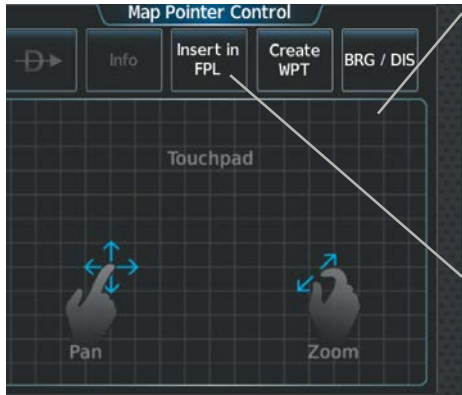 Map Pointer Control
D
Info
Insert in
FPL
Create
WPT
BRG / DIS
Touchpad
Pan
Zoom